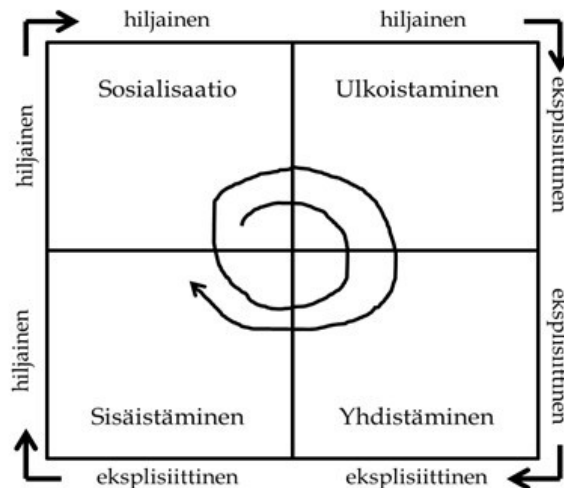 hiljainen
hiljainen
hiljainen
Sosialisaatio
Ulkoistaminen
eksplisiittinen
hiljainen
Sisäistäminen
Yhdistäminen
eksplisiittinen
eksplisiittinen
eksplisiittinen